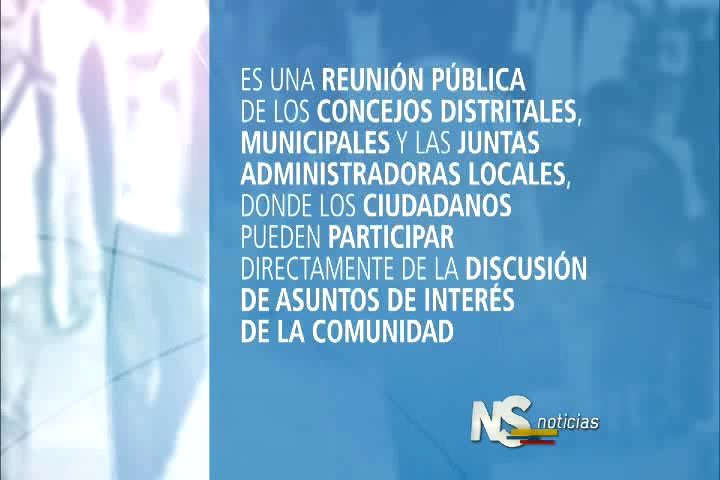 ES UNA REUNIÓN PÚBLICA
DE LOS CONCEJOS DISTRITALES,
MUNICIPALES Y LAS JUNTAS
ADMINISTRADORAS LOCALES,
DONDE LOS CIUDADANOS
PUEDEN PARTICIPAR
DIRECTAMENTE DE LA DISCUSIÓN
DE ASUNTOS DE INTERÉS
DE LA COMUNIDAD
NS noticias